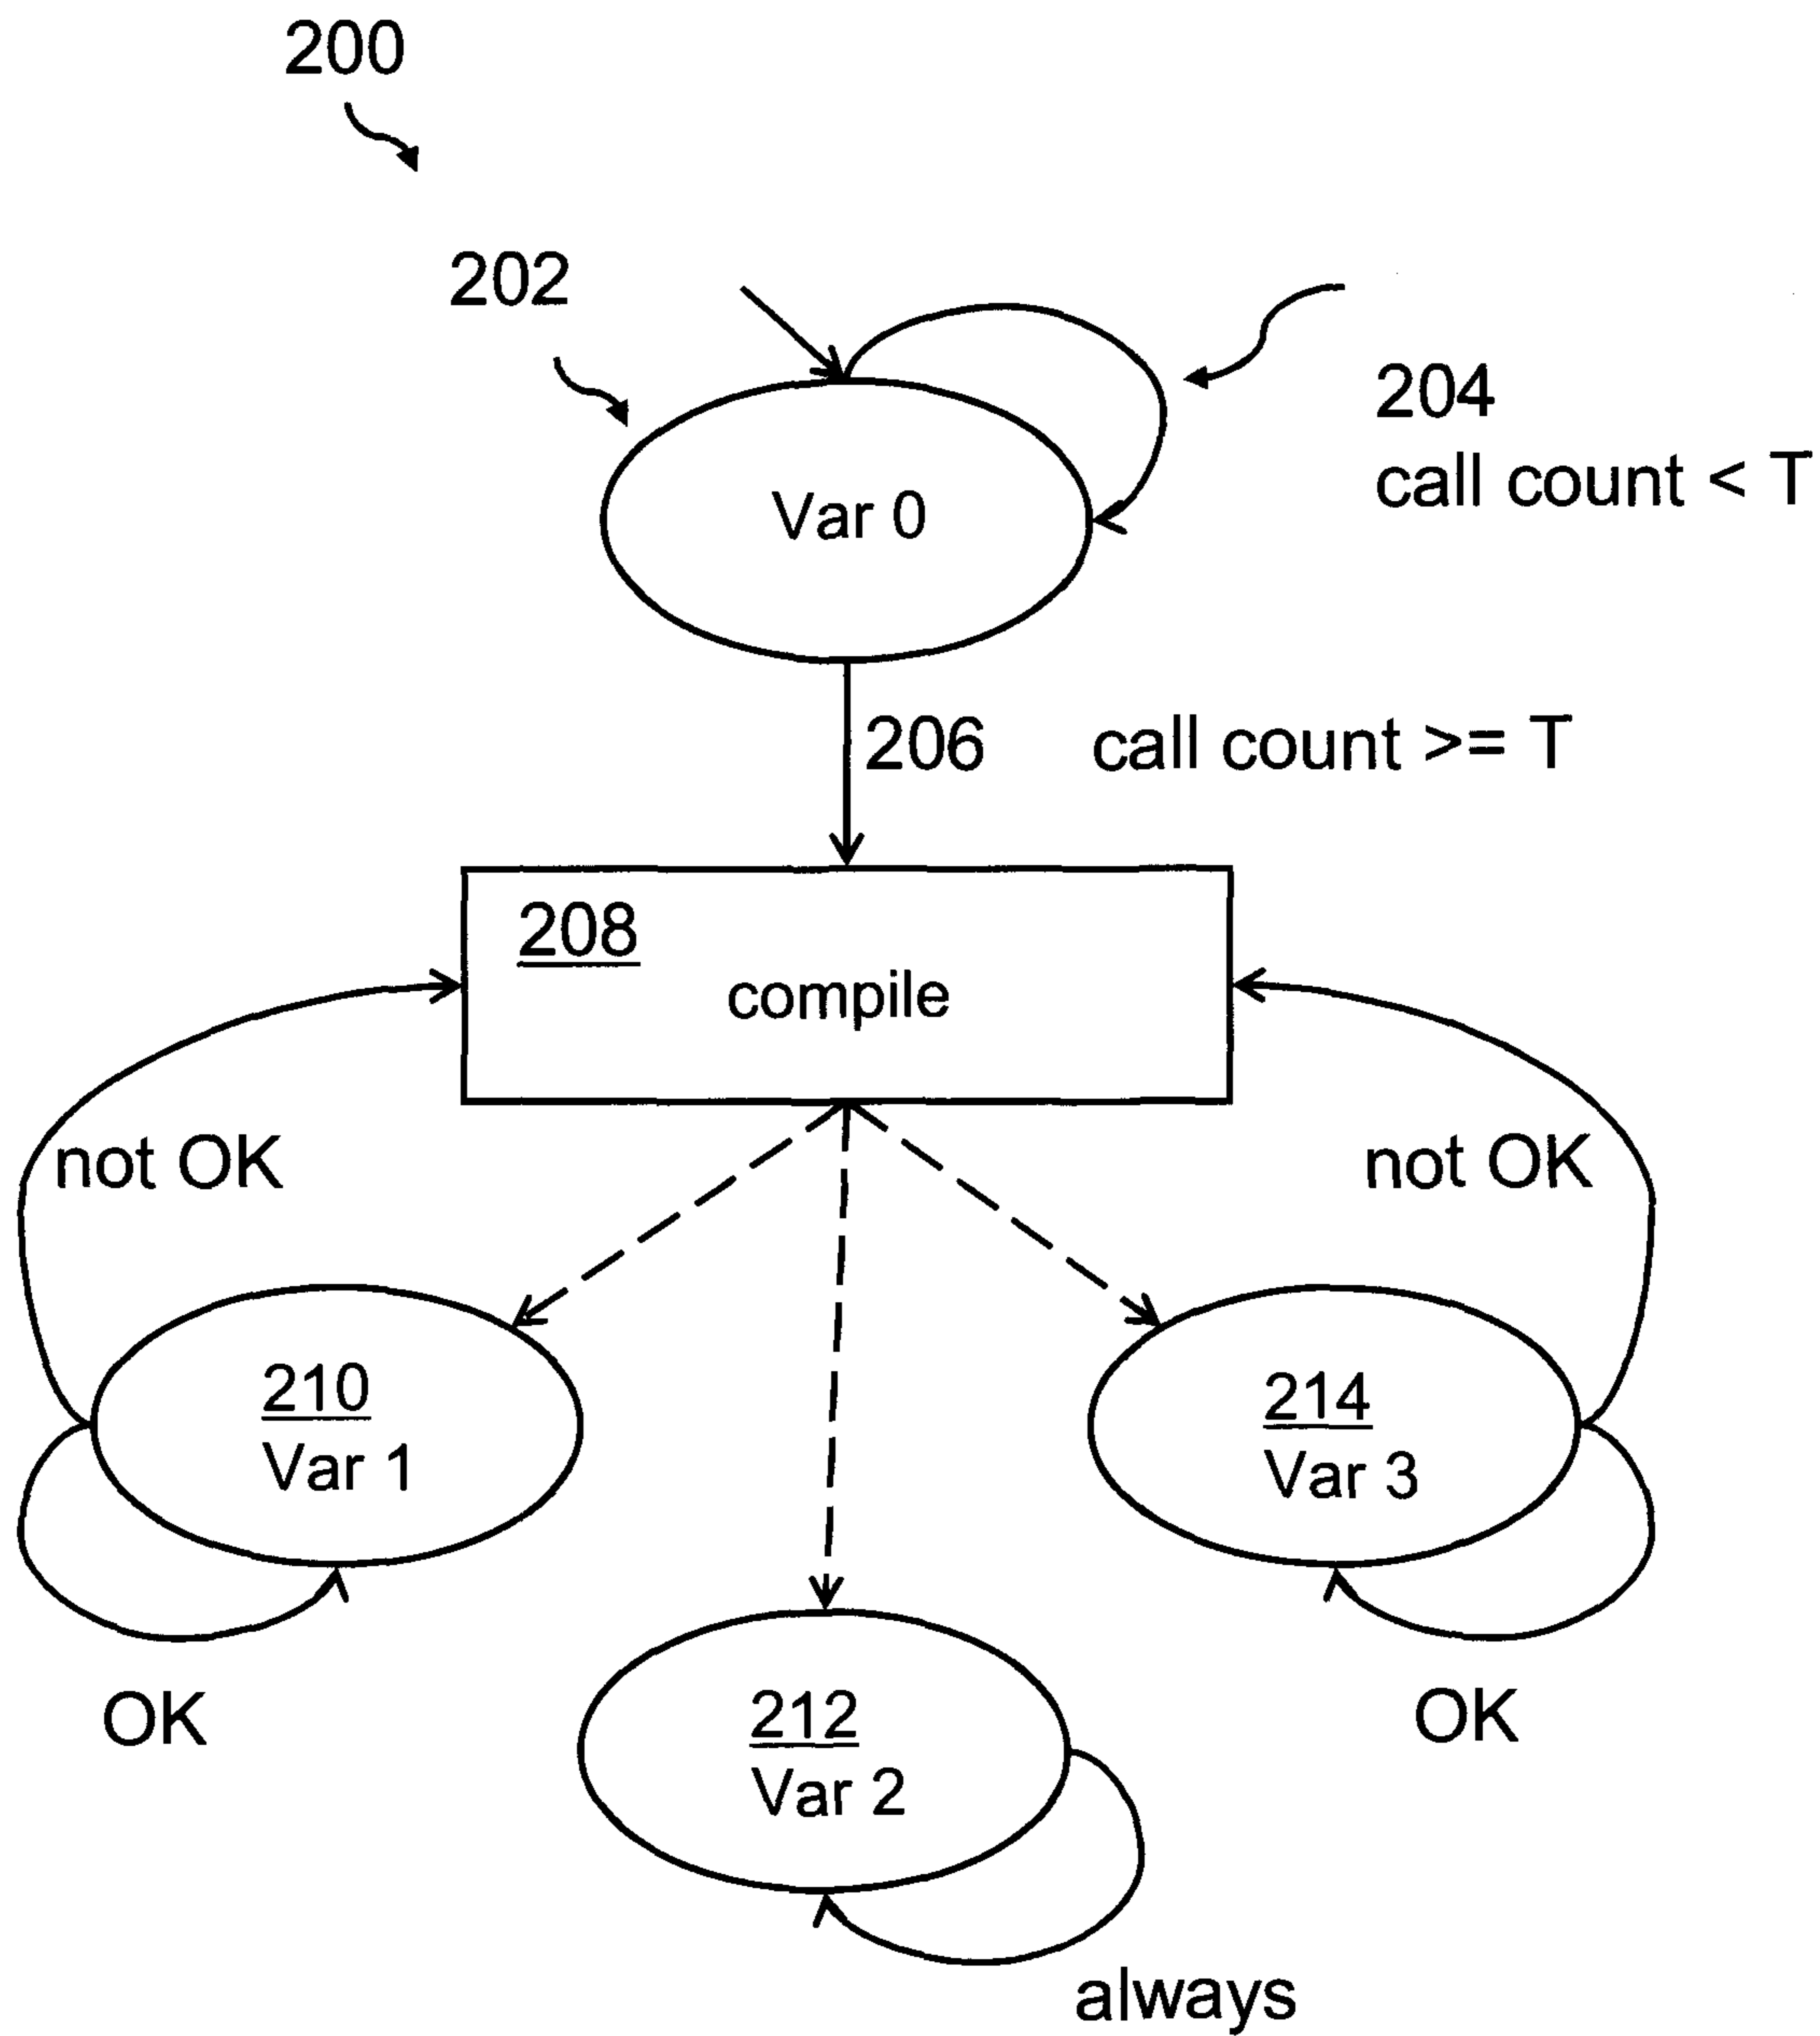 200
202
204
call count < T
Var 0
206
call count >= T
208
compile
not OK
not OK
210
Var 1
214
Var 3
OK
OK
212
Var 2
always